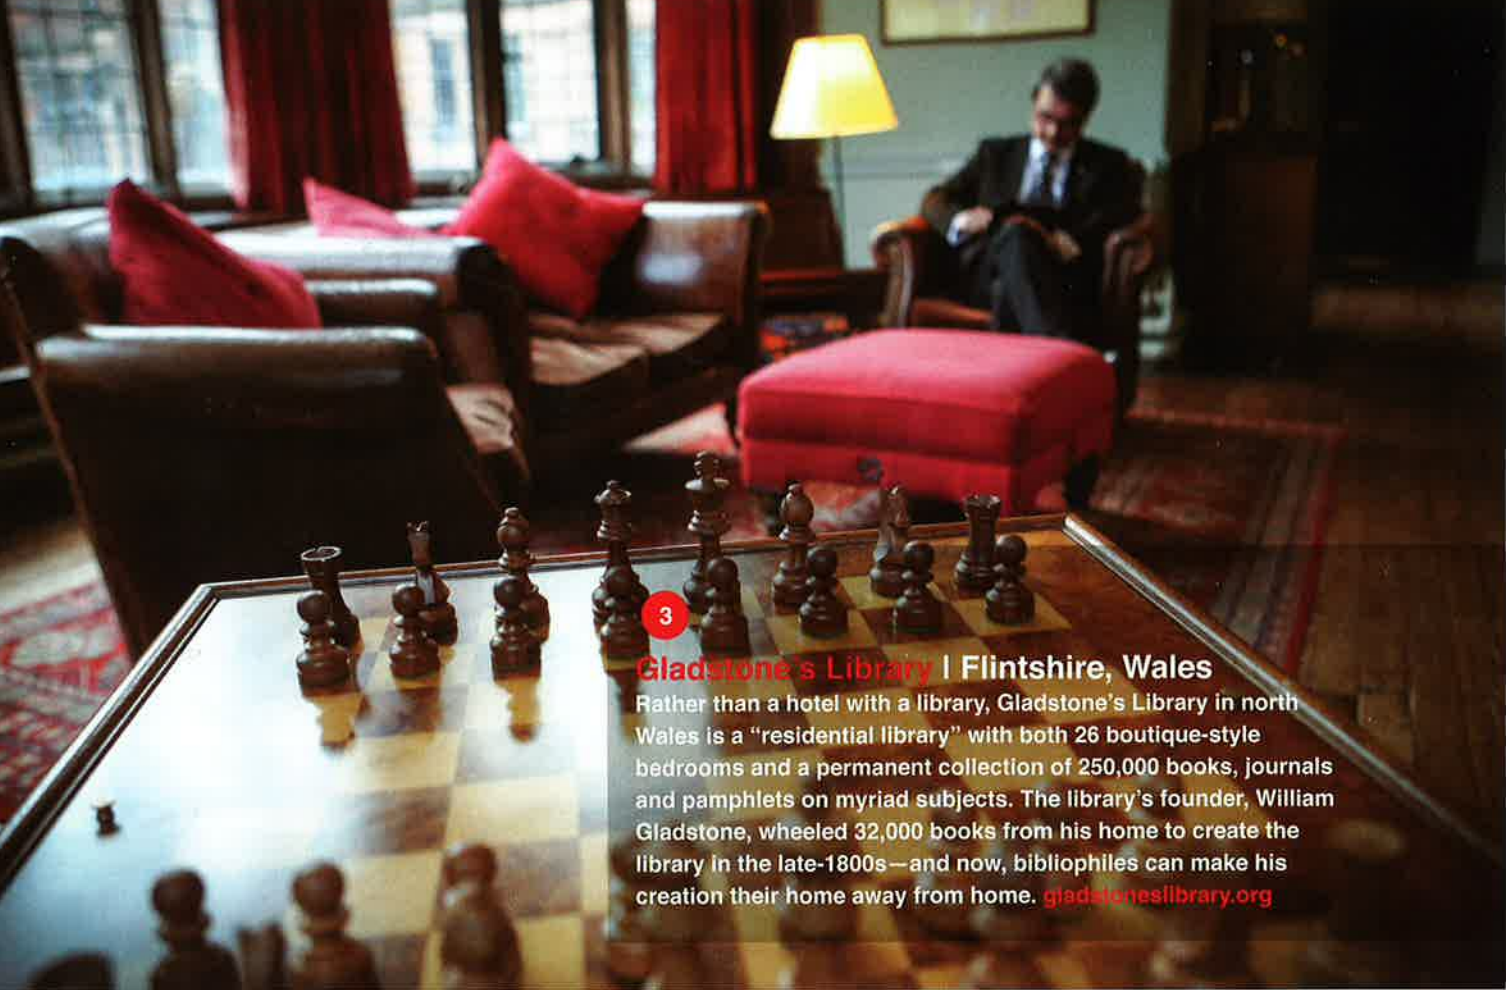 3
Gladstone's Library | Flintshire, Wales
Rather than a hotel with a library, Gladstone's Library in north
Wales is a “residential library” with both 26 boutique-style
bedrooms and a permanent collection of 250,000 books, journals
and pamphlets on myriad subjects. The library's founder, William
Gladstone, wheeled 32,000 books from his home to create the
library in the late-1800s—and now, bibliophiles can make his
creation their home away from home. gladstoneslibrary.org